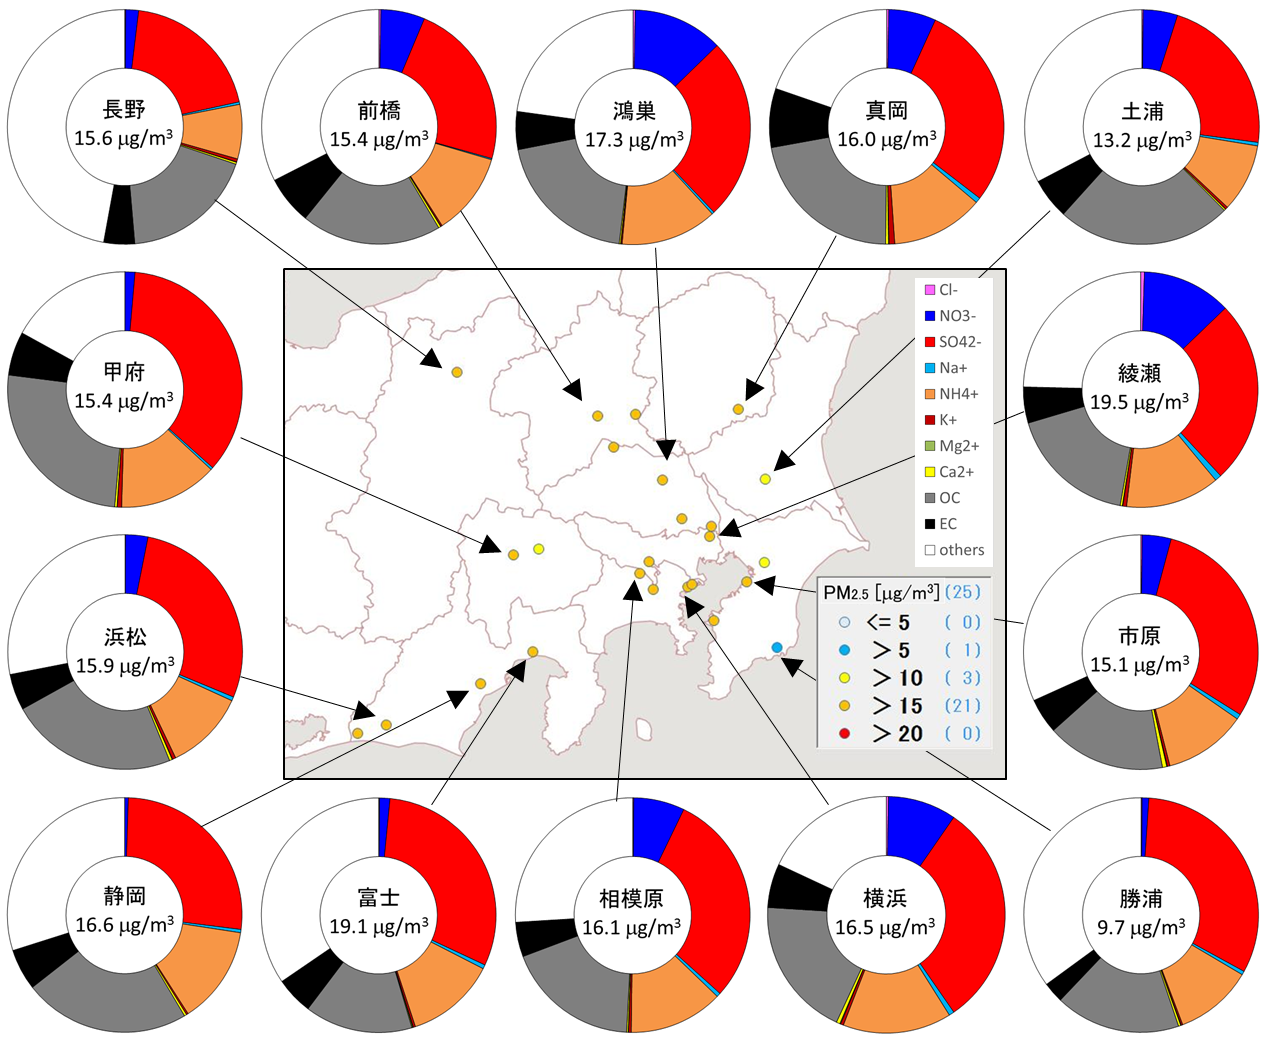 長野
15.6 μg/m³
前橋
15.4 μg/m³
鴻巣
17.3 μg/m³
真岡
16.0 μg/m³
土浦
13.2 μg/m³
甲府
15.4 μg/m³
Cl-
NO3-
SO42-
Na+
NH4+
K+
Mg2+
Ca2+
OC
EC
others
綾瀬
19.5 μg/m³
浜松
15.9 μg/m³
PM2.5 [μg/m³] (25)
<= 5 ( 0)
> 5 ( 1)
> 10 ( 3)
> 15 (21)
> 20 ( 0)
市原
15.1 μg/m³
静岡
16.6 μg/m³
富士
19.1 μg/m³
相模原
16.1 μg/m³
横浜
16.5 μg/m³
勝浦
9.7 μg/m³